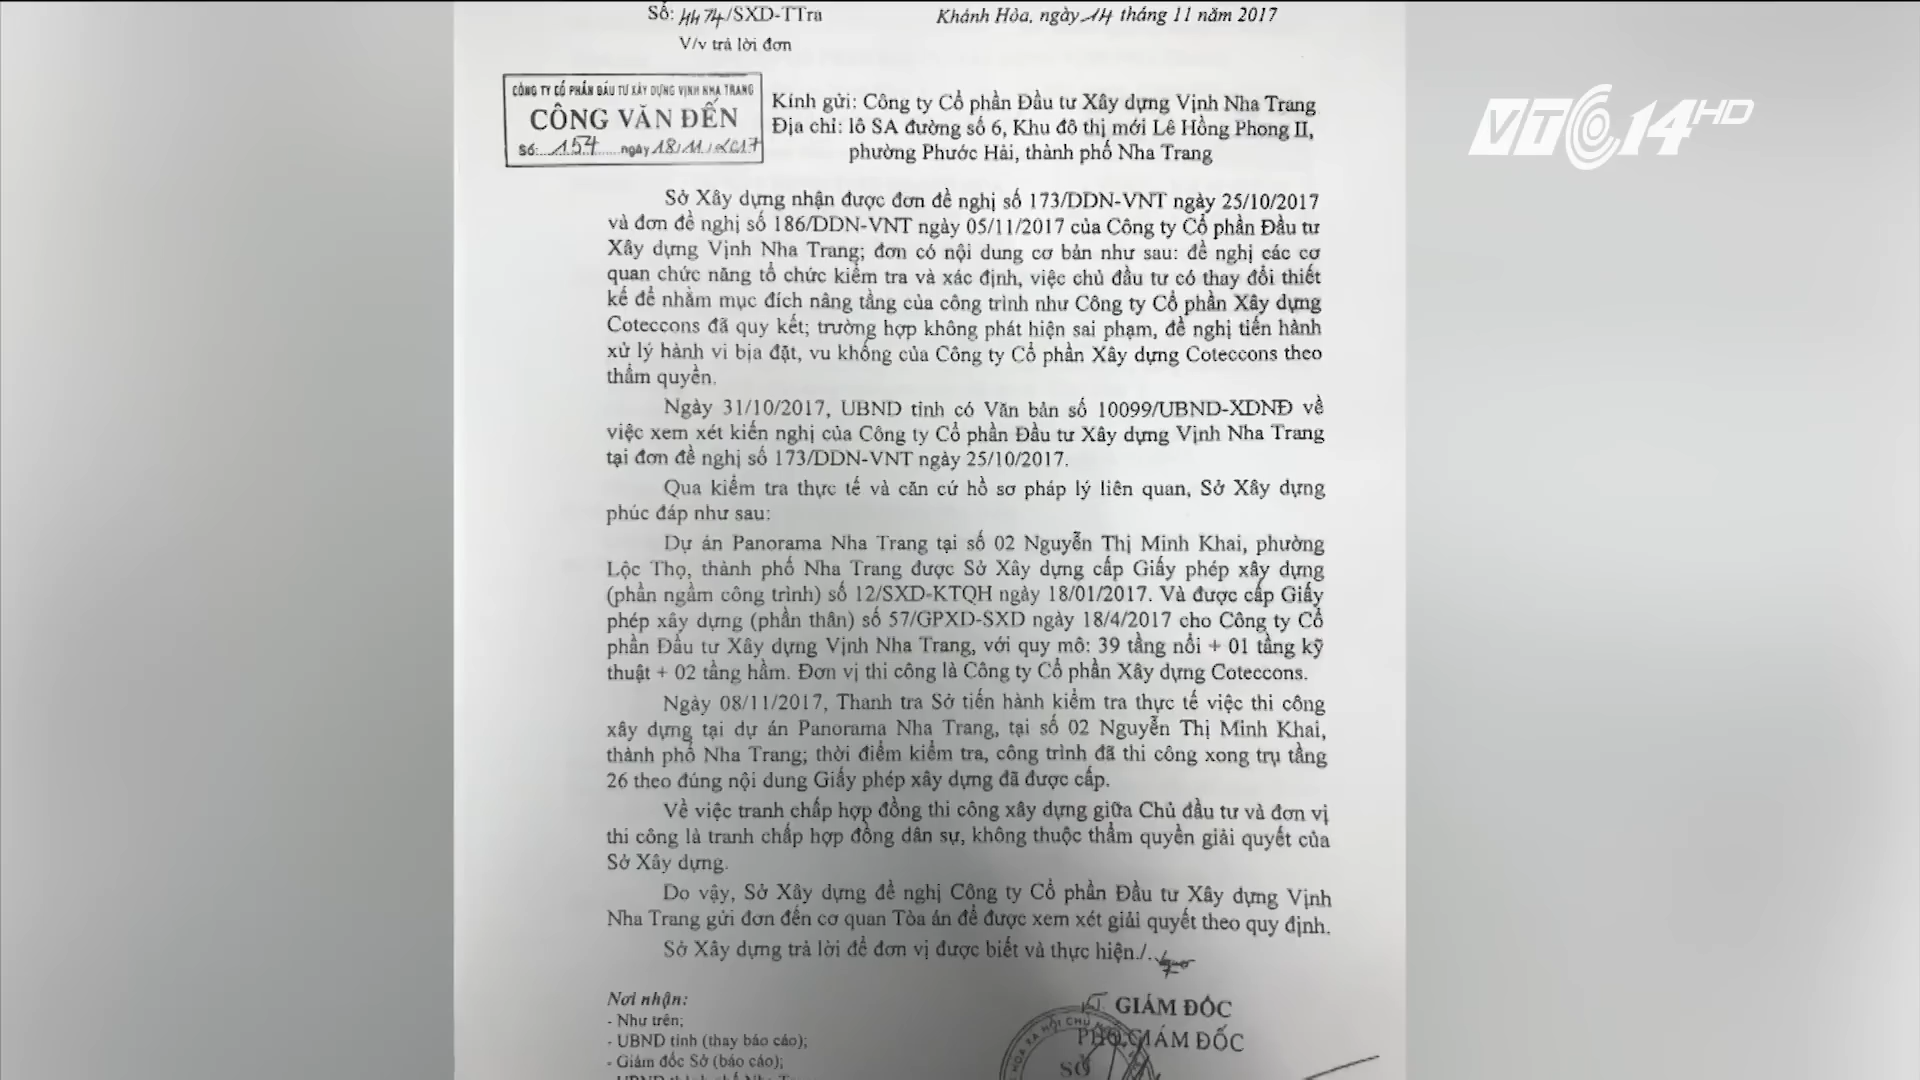 Số: 4474/SXD-TTra
Khánh Hòa, ngày 14 tháng 11 năm 2017
V/v trả lời đơn
CÔNG TY CỔ PHẦN ĐẦU TƯ XÂY DỰNG VỊNH NHA TRANG
CÔNG VĂN ĐẾN
Số: 154 ngày 18/11/2017
Kính gửi: Công ty Cổ phần Đầu tư Xây dựng Vịnh Nha Trang
Địa chỉ: lô SA đường số 6, Khu đô thị mới Lê Hồng Phong II,
phường Phước Hải, thành phố Nha Trang
VTC14 HD
Sở Xây dựng nhận được đơn đề nghị số 173/DDN-VNT ngày 25/10/2017
và đơn đề nghị số 186/DDN-VNT ngày 05/11/2017 của Công ty Cổ phần Đầu tư
Xây dựng Vịnh Nha Trang; đơn có nội dung cơ bản như sau: đề nghị các cơ
quan chức năng tổ chức kiểm tra và xác định, việc chủ đầu tư có thay đổi thiết
kế để nhằm mục đích nâng tầng của công trình như Công ty Cổ phần Xây dựng
Coteccons đã quy kết; trường hợp không phát hiện sai phạm, đề nghị tiến hành
xử lý hành vi bịa đặt, vu khống của Công ty Cổ phần Xây dựng Coteccons theo
thẩm quyền.
Ngày 31/10/2017, UBND tỉnh có Văn bản số 10099/UBND-XDNĐ về
việc xem xét kiến nghị của Công ty Cổ phần Đầu tư Xây dựng Vịnh Nha Trang
tại đơn đề nghị số 173/DDN-VNT ngày 25/10/2017.
Qua kiểm tra thực tế và căn cứ hồ sơ pháp lý liên quan, Sở Xây dựng
phúc đáp như sau:
Dự án Panorama Nha Trang tại số 02 Nguyễn Thị Minh Khai, phường
Lộc Thọ, thành phố Nha Trang được Sở Xây dựng cấp Giấy phép xây dựng
(phần ngầm công trình) số 12/SXD-KTQH ngày 18/01/2017. Và được cấp Giấy
phép xây dựng (phần thân) số 57/GPXD-SXD ngày 18/4/2017 cho Công ty Cổ
phần Đầu tư Xây dựng Vịnh Nha Trang, với quy mô: 39 tầng nổi + 01 tầng kỹ
thuật + 02 tầng hầm. Đơn vị thi công là Công ty Cổ phần Xây dựng Coteccons.
Ngày 08/11/2017, Thanh tra Sở tiến hành kiểm tra thực tế việc thi công
xây dựng tại dự án Panorama Nha Trang, tại số 02 Nguyễn Thị Minh Khai,
thành phố Nha Trang; thời điểm kiểm tra, công trình đã thi công xong trụ tầng
26 theo đúng nội dung Giấy phép xây dựng đã được cấp.
Về việc tranh chấp hợp đồng thi công xây dựng giữa Chủ đầu tư và đơn vị
thi công là tranh chấp hợp đồng dân sự, không thuộc thẩm quyền giải quyết của
Sở Xây dựng.
Do vậy, Sở Xây dựng đề nghị Công ty Cổ phần Đầu tư Xây dựng Vịnh
Nha Trang gửi đơn đến cơ quan Tòa án để được xem xét giải quyết theo quy định.
Sở Xây dựng trả lời để đơn vị được biết và thực hiện./.
Nơi nhận:
- Như trên;
- UBND tỉnh (thay báo cáo);
- Giám đốc Sở (báo cáo);
GIÁM ĐỐC
PHÓ GIÁM ĐỐC
SỞ